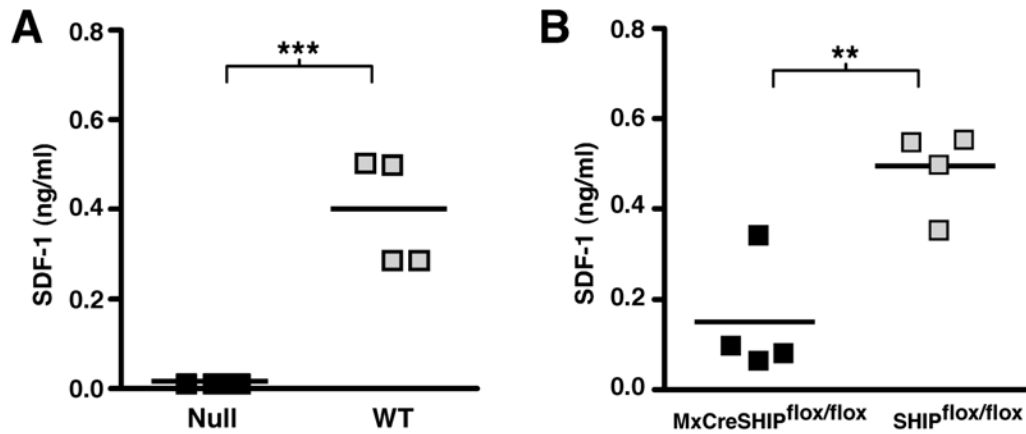 A
SDF-1 (ng/ml)
0.8
0.6
0.4
0.2
0.0
***
Null
WT
B
SDF-1 (ng/ml)
0.8
0.6
0.4
0.2
0.0
**
MxCreSHIPflox/flox
SHIPflox/flox